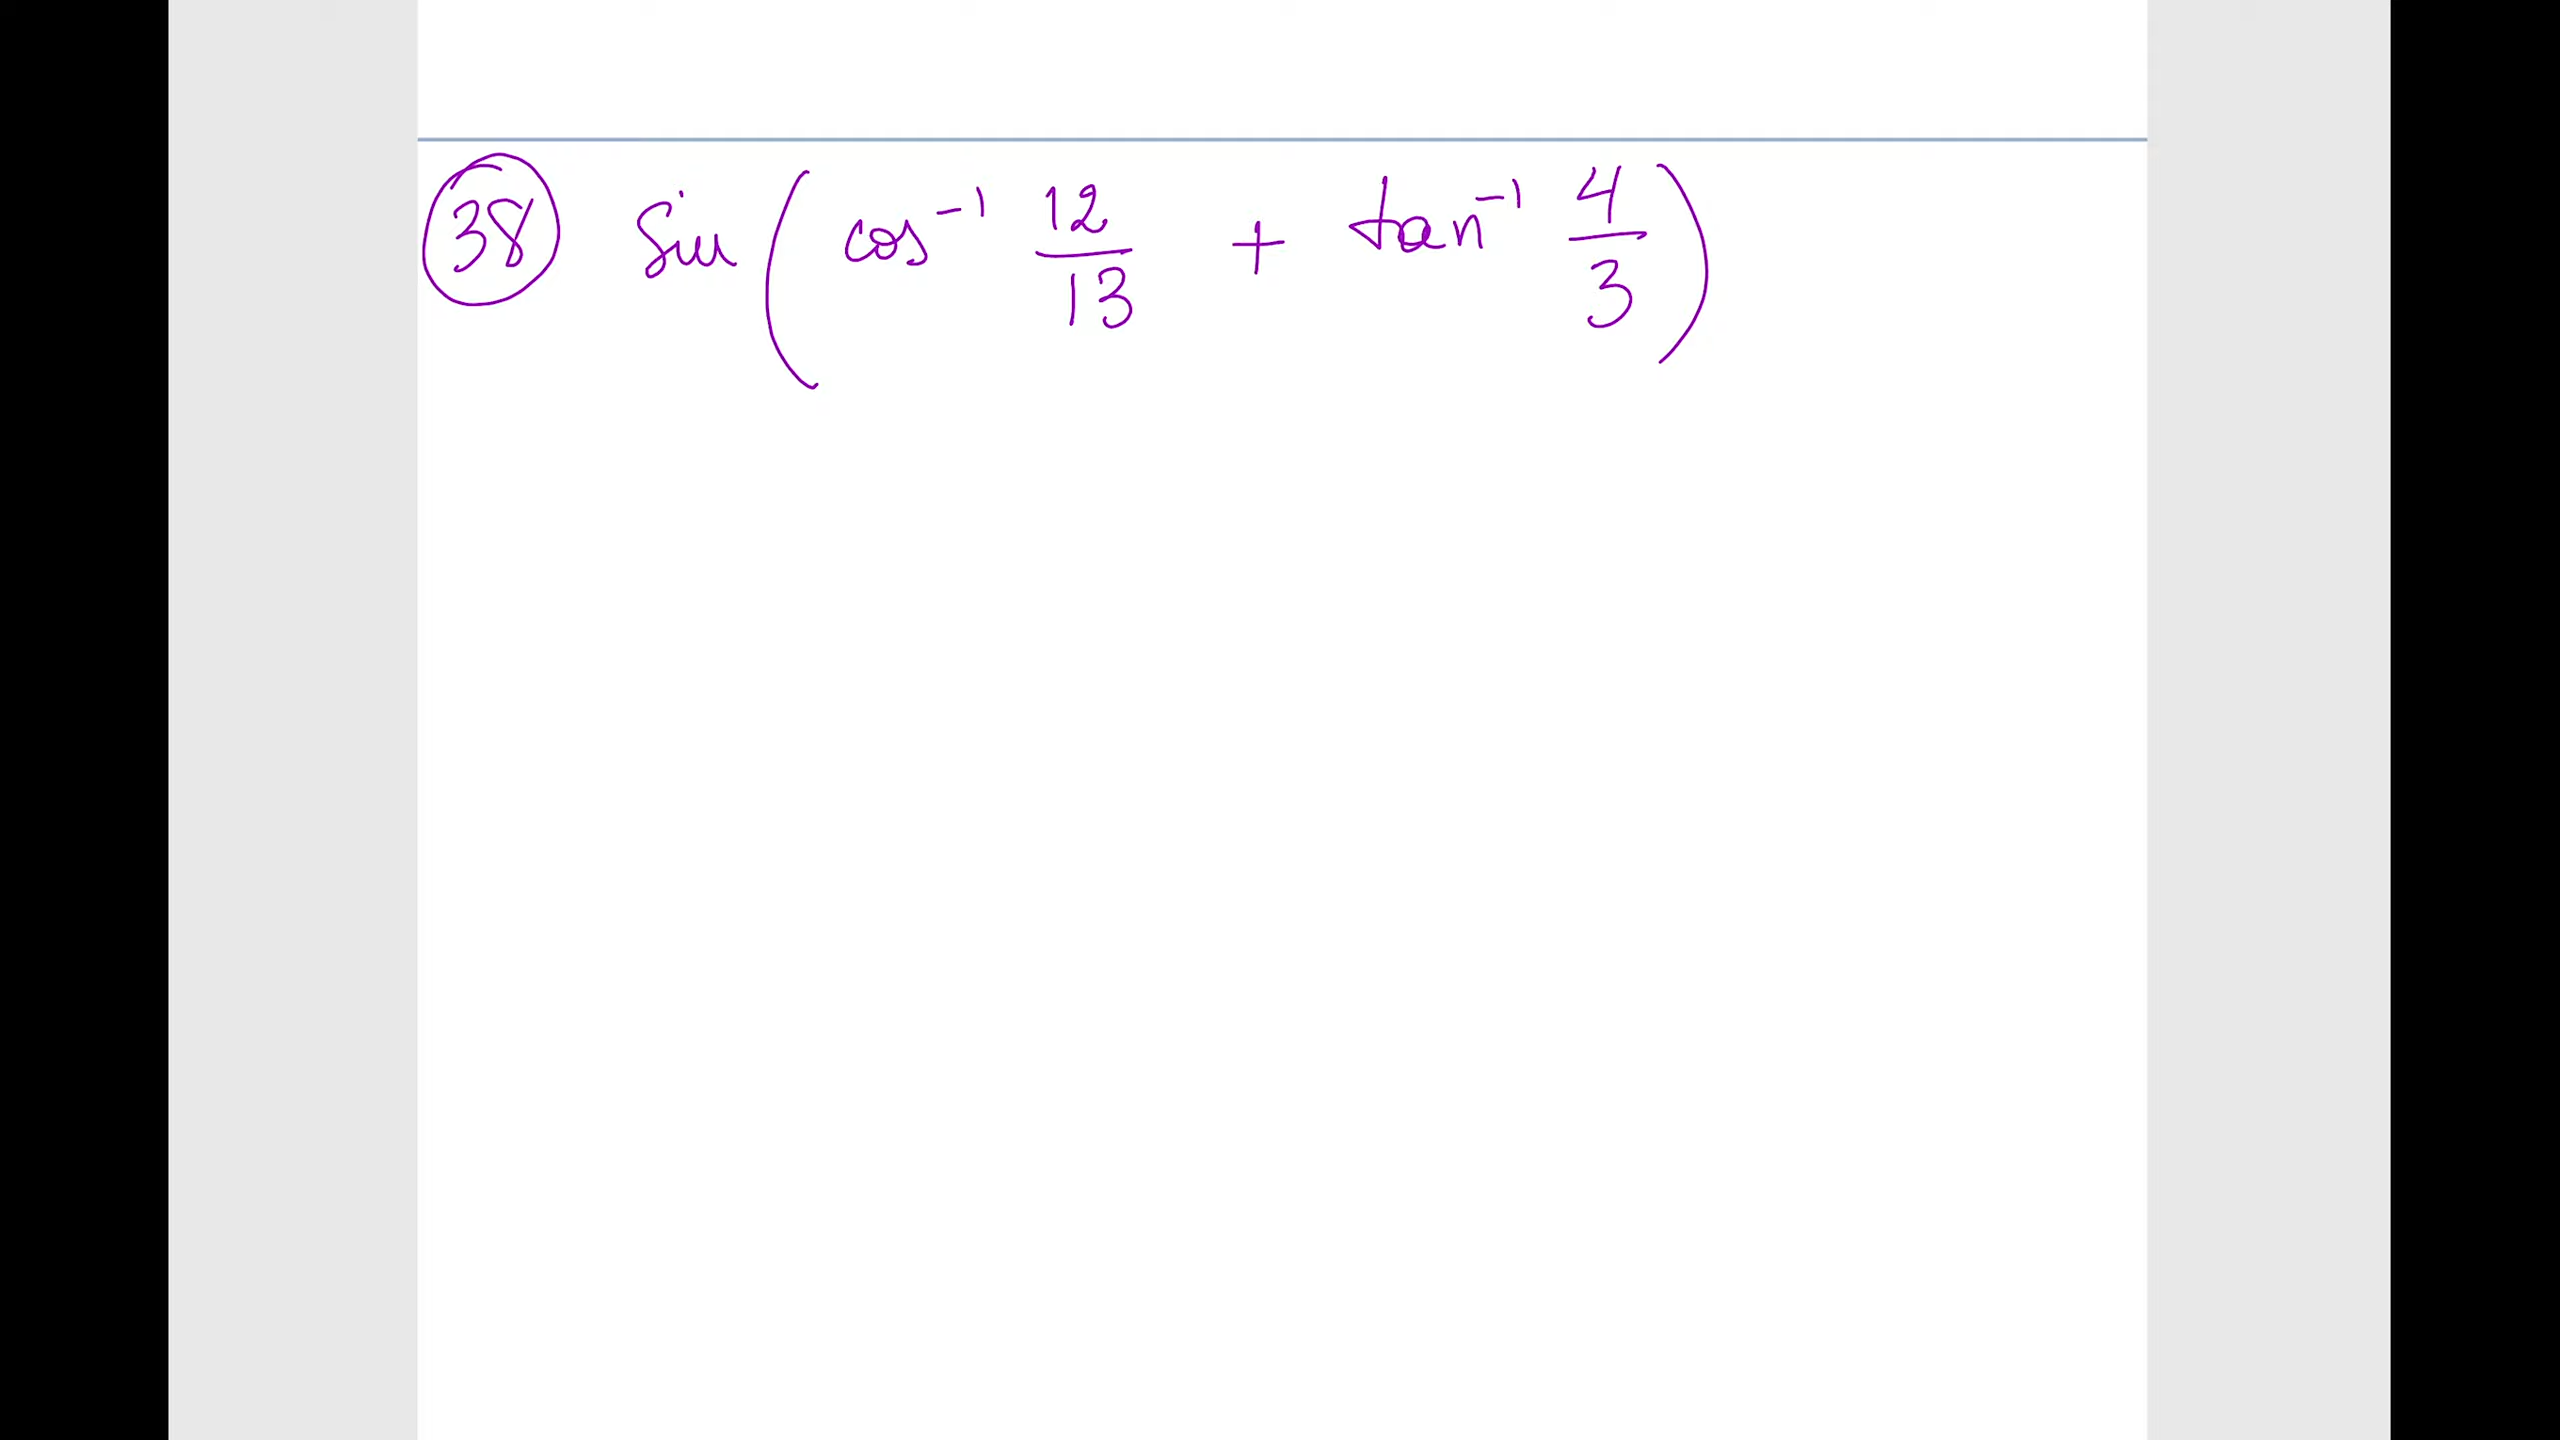 38 sin ( cos⁻¹ 12/13 + tan⁻¹ 4/3 )